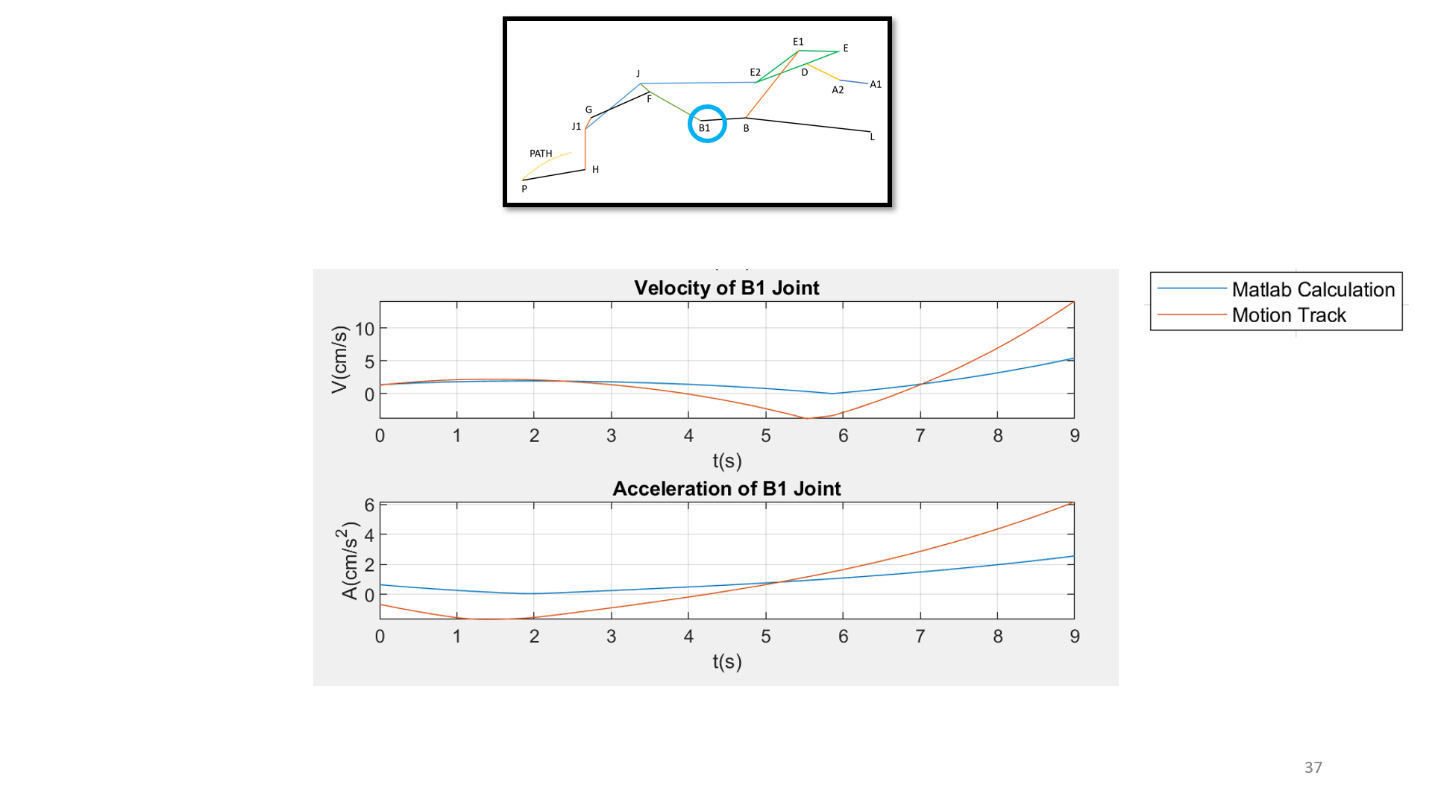 E1
E
J
E2
D
A2
A1
F
G
J1
B1
B
L
PATH
H
P
Velocity of B1 Joint
Matlab Calculation
Motion Track
V(cm/s)
10
5
0
0 1 2 3 4 5 6 7 8 9
t(s)
Acceleration of B1 Joint
A(cm/s²)
6
4
2
0
0 1 2 3 4 5 6 7 8 9
t(s)
37